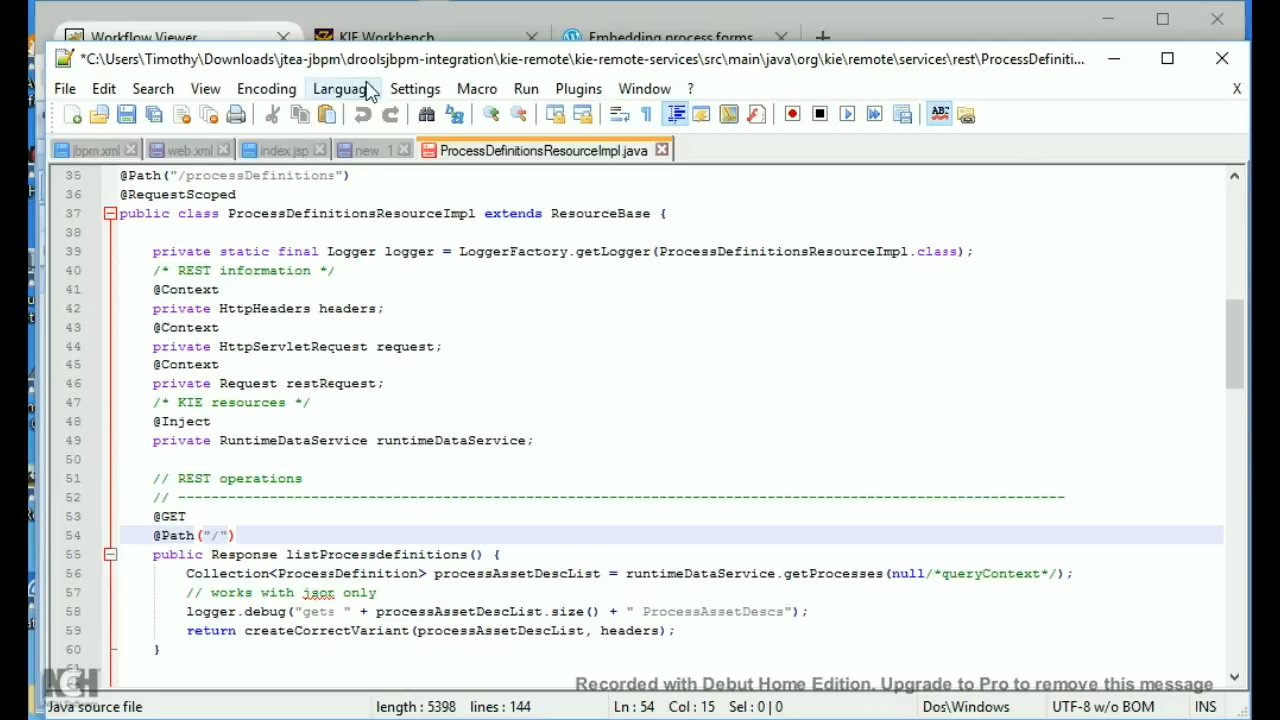 Workflow Viewer KIE Workbench Embedding process forms
*C:\Users\Timothy\Downloads\jtea-jbpm\droolsjbpm-integration\kie-remote\kie-remote-services\src\main\java\org\kie\remote\services\rest\ProcessDefiniti...
File Edit Search View Encoding Language Settings Macro Run Plugins Window ? X
jbpm.xml web.xml index.jsp new 1 ProcessDefinitionsResourceImpl.java
35 @Path("/processDefinitions")
36 @RequestScoped
37 public class ProcessDefinitionsResourceImpl extends ResourceBase {
38
39 private static final Logger logger = LoggerFactory.getLogger(ProcessDefinitionsResourceImpl.class);
40 /* REST information */
41 @Context
42 private HttpHeaders headers;
43 @Context
44 private HttpServletRequest request;
45 @Context
46 private Request restRequest;
47 /* KIE resources */
48 @Inject
49 private RuntimeDataService runtimeDataService;
50
51 // REST operations
52 // -----------------------------------------------------------------------------------------------------------
53 @GET
54 @Path("/")
55 public Response listProcessdefinitions() {
56 Collection<ProcessDefinition> processAssetDescList = runtimeDataService.getProcesses(null/*queryContext*/);
57 // works with json only
58 logger.debug("gets " + processAssetDescList.size() + " ProcessAssetDescs");
59 return createCorrectVariant(processAssetDescList, headers);
60 }
Recorded with Debut Home Edition. Upgrade to Pro to remove this message
Java source file length : 5398 lines : 144 Ln : 54 Col : 15 Sel : 0 | 0 Dos\Windows UTF-8 w/o BOM INS